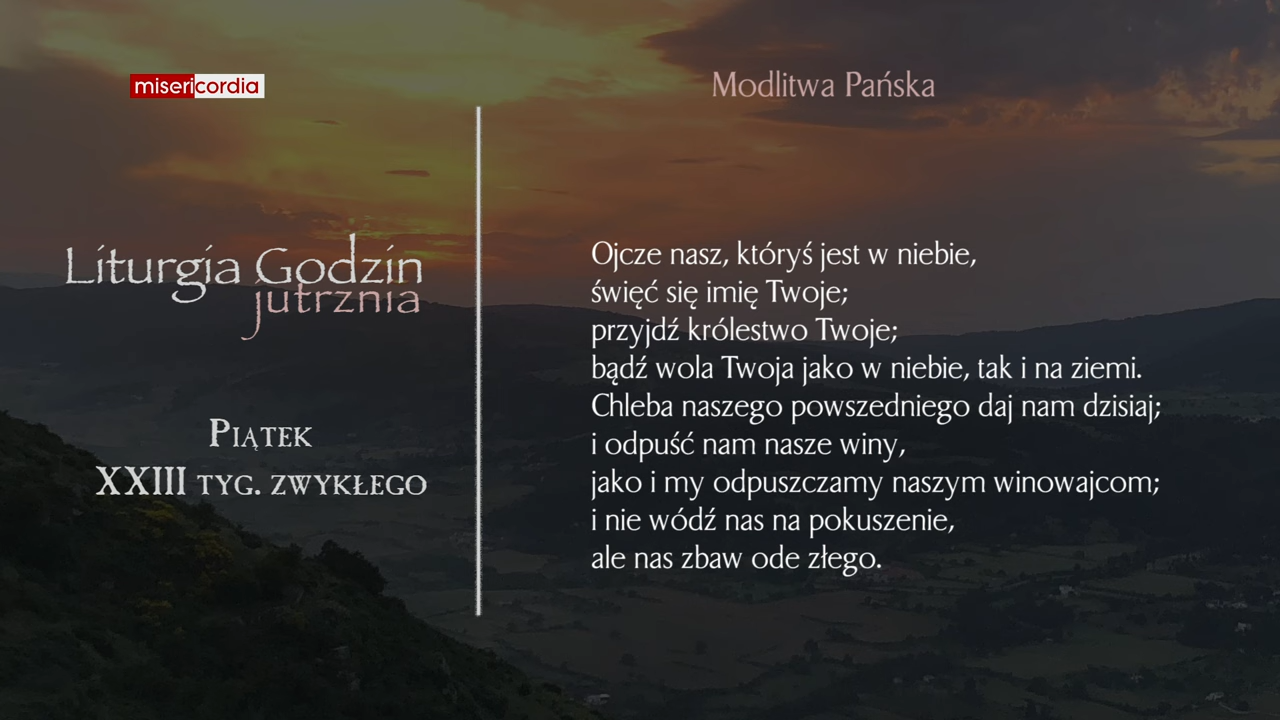 misericordia
Liturgia Godzin
jutrznia
Piątek
XXIII tyg. zwykłego
Modlitwa Pańska
Ojcze nasz, któryś jest w niebie,
święć się imię Twoje;
przyjdź królestwo Twoje;
bądź wola Twoja jako w niebie, tak i na ziemi.
Chleba naszego powszedniego daj nam dzisiaj;
i odpuść nam nasze winy,
jako i my odpuszczamy naszym winowajcom;
i nie wódź nas na pokuszenie,
ale nas zbaw ode złego.